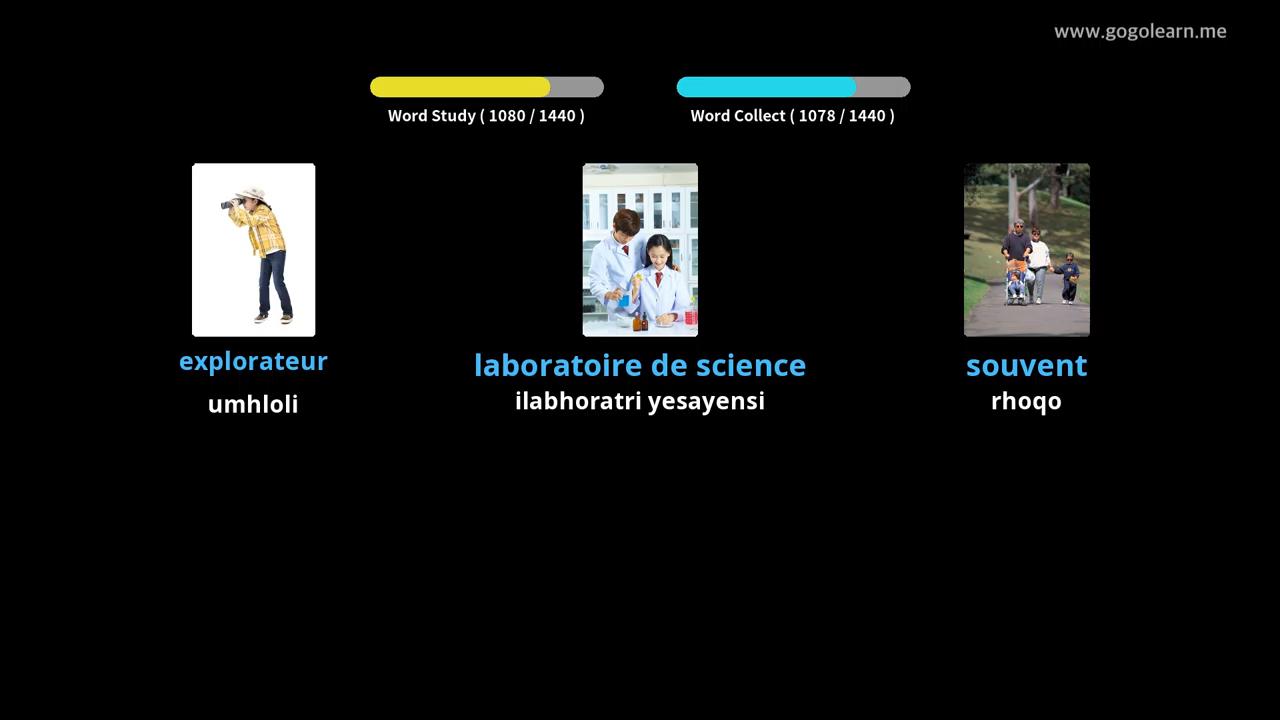 www.gogolearn.me
Word Study ( 1080 / 1440 )
Word Collect ( 1078 / 1440 )
explorateur
umhloli
laboratoire de science
ilabhoratri yesayensi
souvent
rhoqo